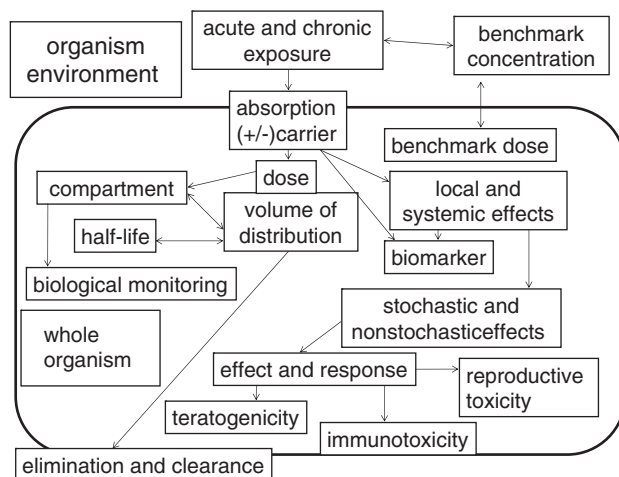 organism
environment
acute and chronic
exposure
benchmark
concentration
absorption
(+/-)carrier
benchmark dose
dose
compartment
volume of
distribution
local and
systemic effects
half-life
biomarker
biological monitoring
stochastic and
nonstochasticeffects
whole
organism
effect and response
reproductive
toxicity
teratogenicity
immunotoxicity
elimination and clearance